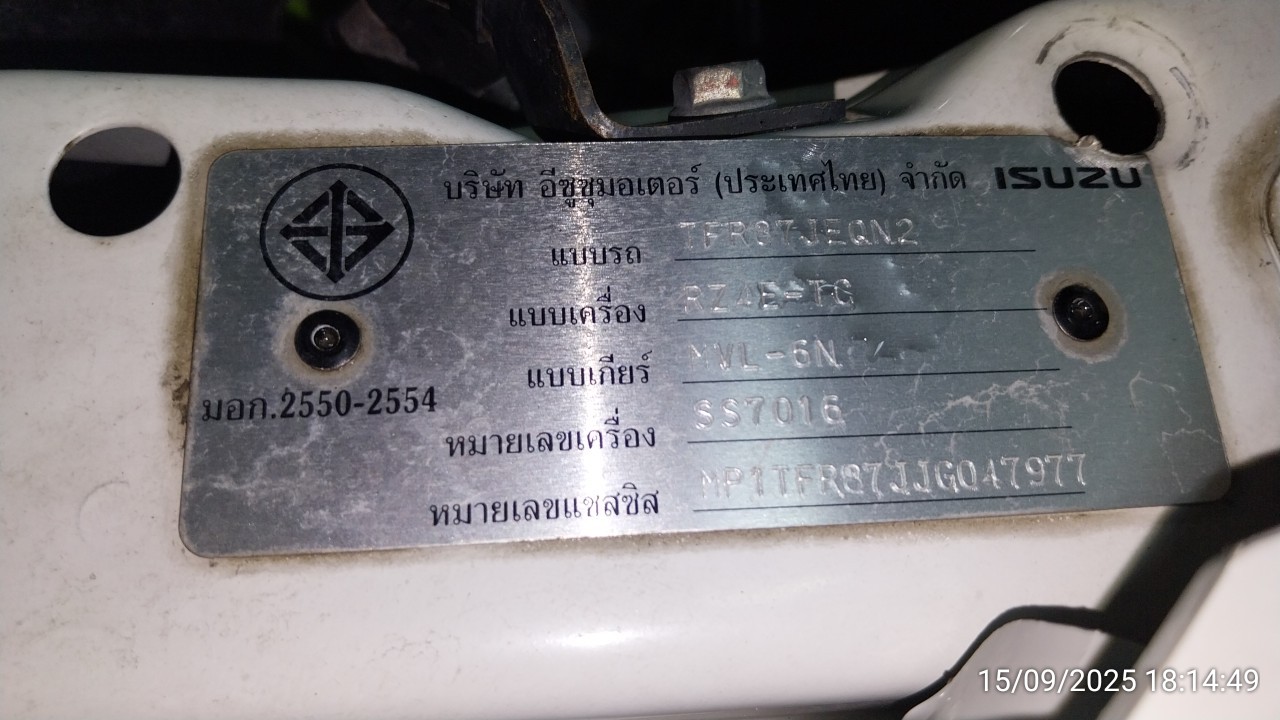 บริษัท อีซูซุมอเตอร์ (ประเทศไทย) จำกัด ISUZU
แบบรถ TFR87JEQN2
แบบเครื่อง RZ4E-TC
แบบเกียร์ MVL-6N
มอก.2550-2554
หมายเลขเครื่อง SS7016
หมายเลขแชสซิส MP1TFR87JJG047977
15/09/2025 18:14:49